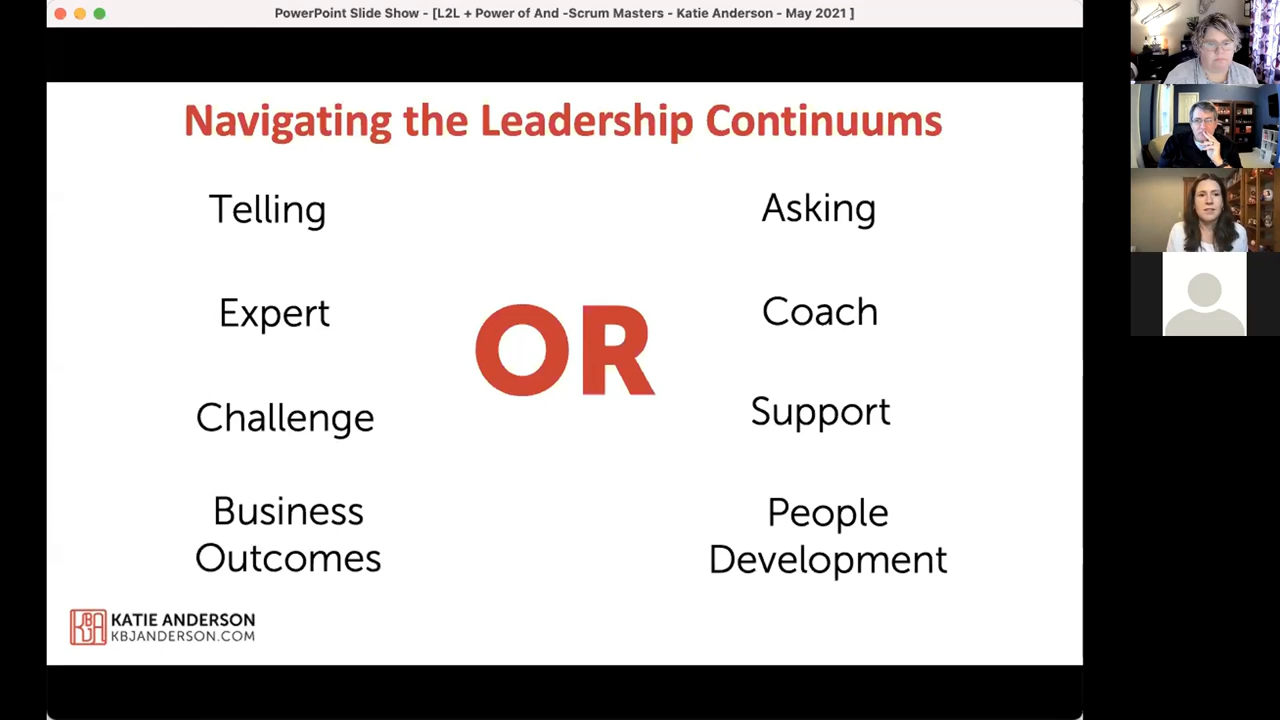 PowerPoint Slide Show - [L2L + Power of And -Scrum Masters - Katie Anderson - May 2021 ]
Navigating the Leadership Continuums
Telling
Asking
Expert
Coach
OR
Challenge
Support
Business
Outcomes
People
Development
KBA
KATIE ANDERSON
KBJANDERSON.COM